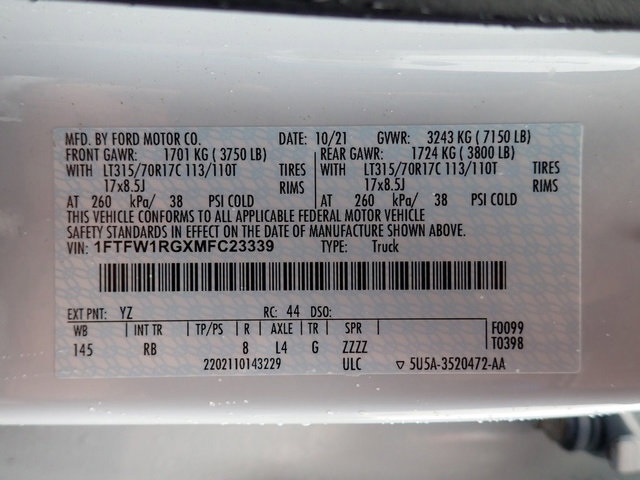 MFD. BY FORD MOTOR CO. DATE: 10/21 GVWR: 3243 KG ( 7150 LB)
FRONT GAWR: 1701 KG ( 3750 LB) REAR GAWR: 1724 KG ( 3800 LB)
WITH LT315/70R17C 113/110T TIRES WITH LT315/70R17C 113/110T TIRES
17x8.5J RIMS 17x8.5J RIMS
AT 260 kPa/ 38 PSI COLD AT 260 kPa/ 38 PSI COLD
THIS VEHICLE CONFORMS TO ALL APPLICABLE FEDERAL MOTOR VEHICLE
SAFETY STANDARDS IN EFFECT ON THE DATE OF MANUFACTURE SHOWN ABOVE.
VIN: 1FTFW1RGXMFC23339 TYPE: Truck
EXT PNT: YZ RC: 44 DSO:
WB INT TR TP/PS R AXLE TR SPR F0099
145 RB 8 L4 G ZZZZ T0398
2202110143229 ULC ▽ 5U5A-3520472-AA